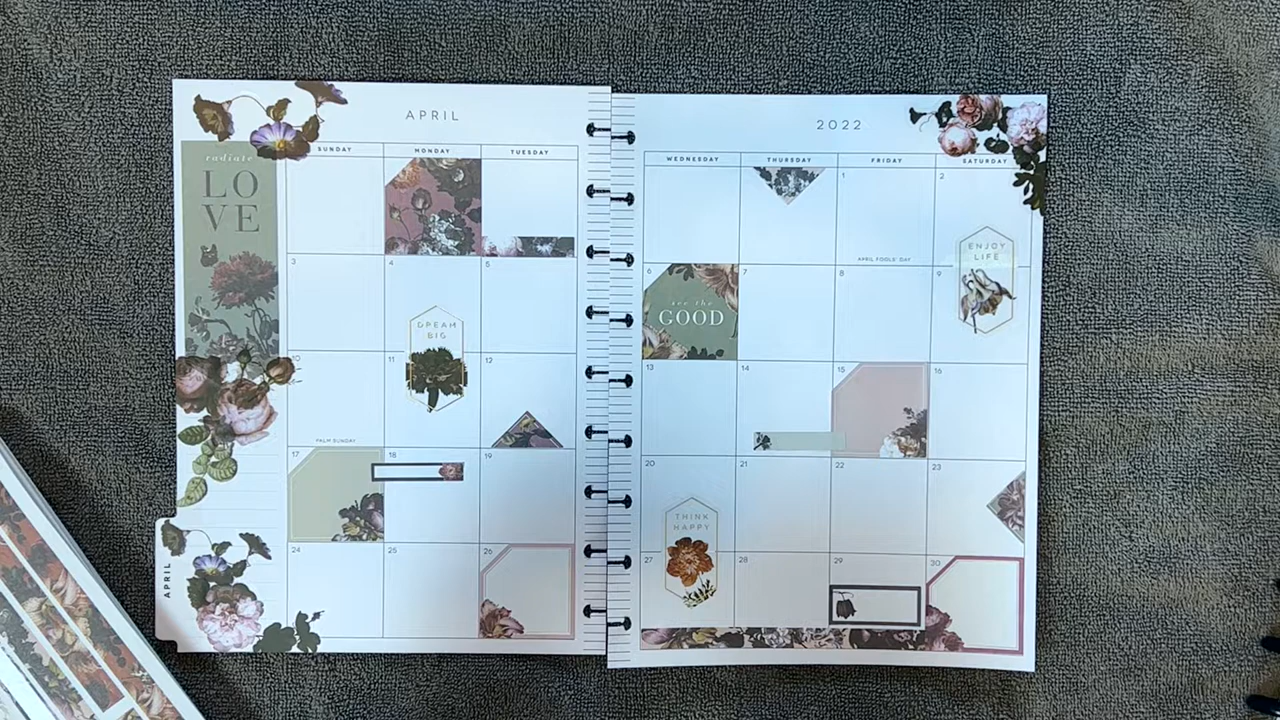 APRIL
2022
SUNDAY MONDAY TUESDAY
WEDNESDAY THURSDAY FRIDAY SATURDAY
radiate
LO
VE
1 2
APRIL FOOLS' DAY
ENJOY
LIFE
3 4 5
6 7 8 9
see the
GOOD
DREAM
BIG
10 11 12
13 14 15 16
PALM SUNDAY
17 18 19
20 21 22 23
THINK
HAPPY
24 25 26
27 28 29 30
APRIL